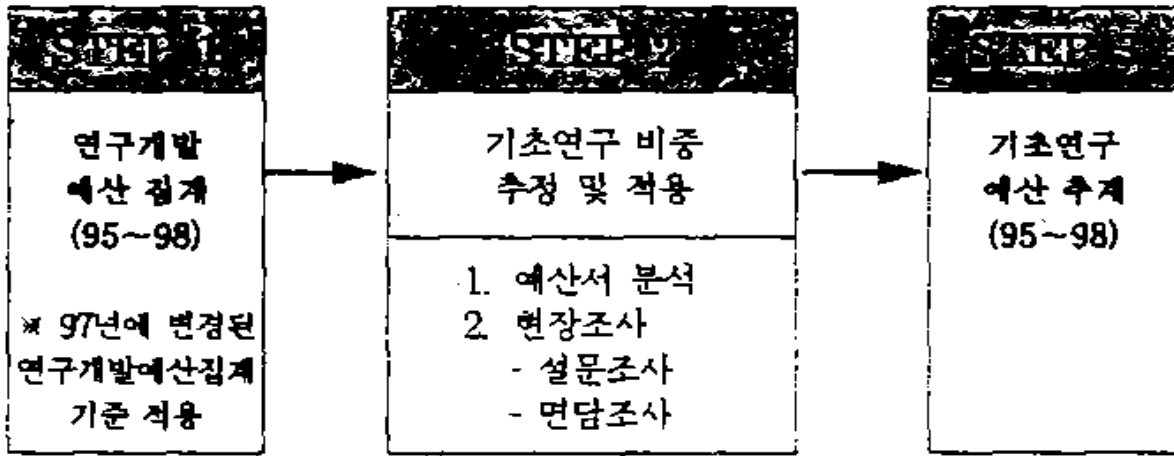 STEP 1
연구개발
예산 집계
(95~98)
※ 97년에 변경된
연구개발예산집계
기준 적용
STEP 2
기초연구 비중
추정 및 적용
1. 예산서 분석
2. 현장조사
- 설문조사
- 면담조사
STEP
기초연구
예산 추계
(95~98)